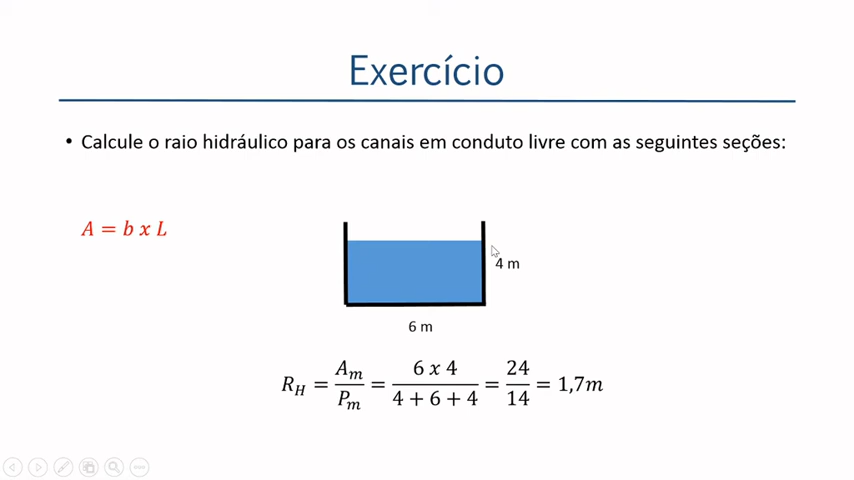 Exercício
• Calcule o raio hidráulico para os canais em conduto livre com as seguintes seções:
A = b x L
4 m
6 m
R_H = A_m / P_m = 6 x 4 / 4 + 6 + 4 = 24 / 14 = 1,7m